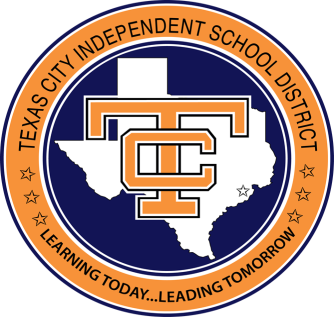 TEXAS CITY INDEPENDENT SCHOOL DISTRICT
TC
LEARNING TODAY...LEADING TOMORROW